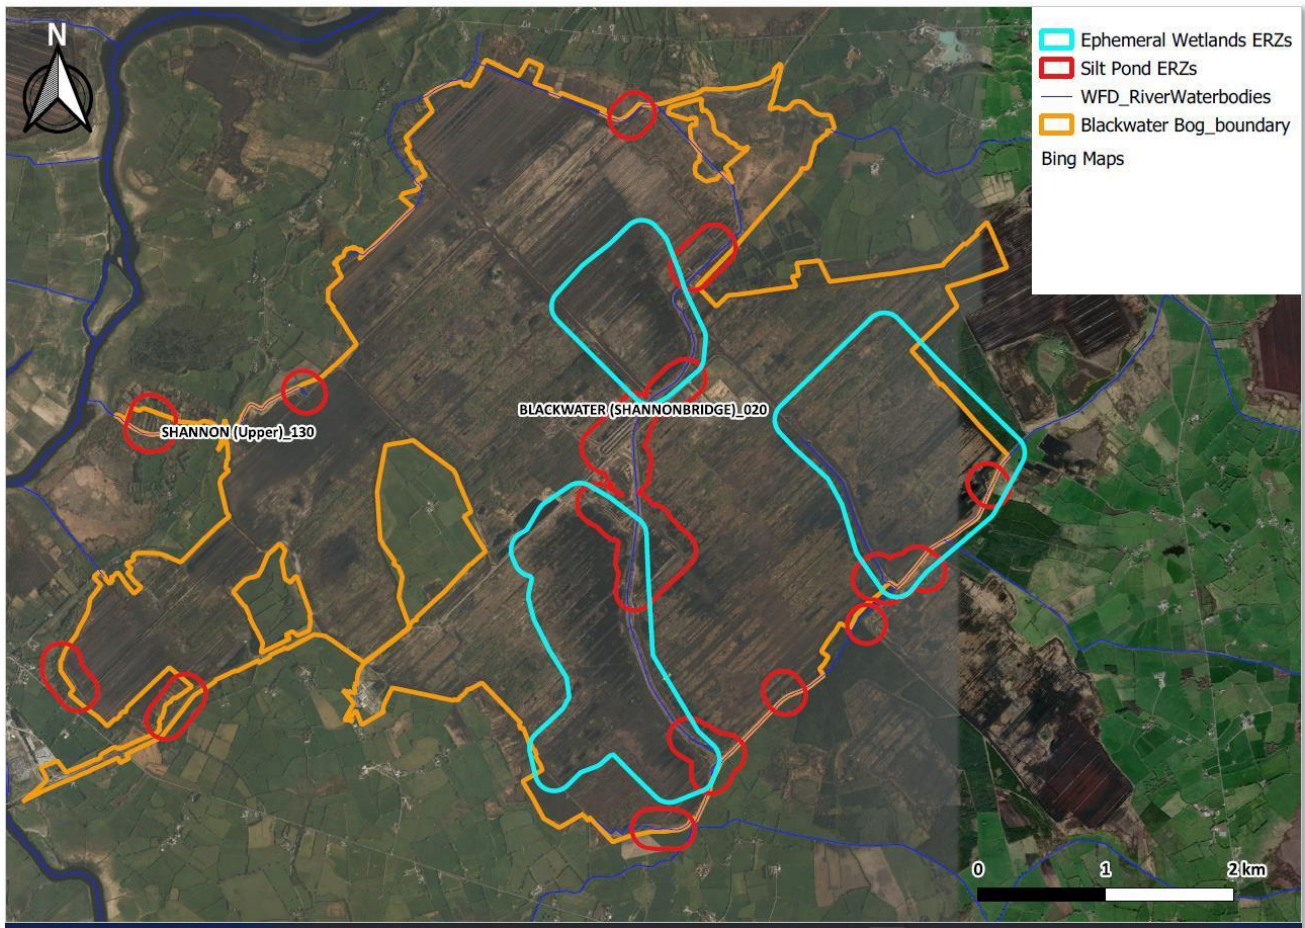 N
Ephemeral Wetlands ERZs
Silt Pond ERZs
WFD_RiverWaterbodies
Blackwater Bog_boundary
Bing Maps
BLACKWATER (SHANNONBRIDGE)_020
SHANNON (Upper)_130
0 1 2 km